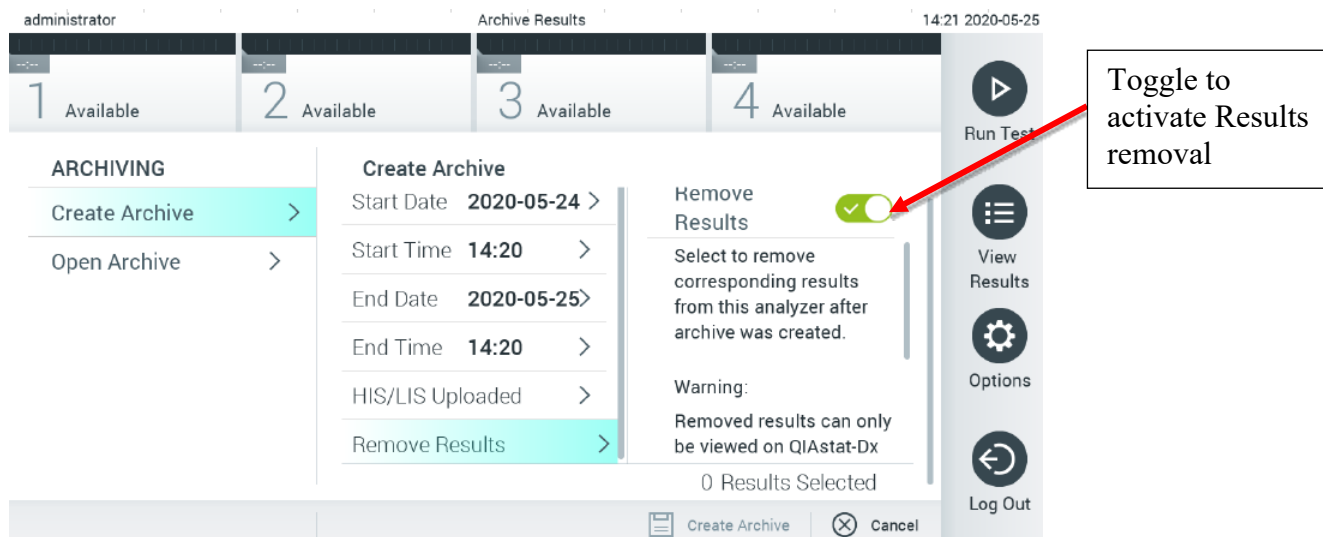 administrator
Archive Results
14:21 2020-05-25
--:--
--:--
--:--
--:--
1 Available
2 Available
3 Available
4 Available
Run Test
Toggle to
activate Results
removal
ARCHIVING
Create Archive
Open Archive
Create Archive
Start Date 2020-05-24
Start Time 14:20
End Date 2020-05-25
End Time 14:20
HIS/LIS Uploaded
Remove Results
Remove
Results
Select to remove
corresponding results
from this analyzer after
archive was created.
Warning:
Removed results can only
be viewed on QIAstat-Dx
0 Results Selected
View
Results
Options
Log Out
Create Archive
Cancel